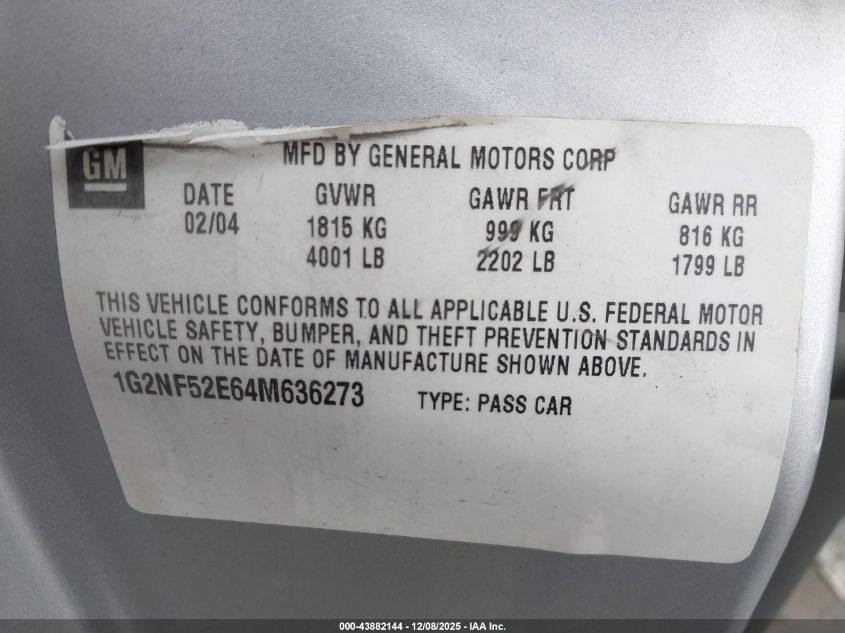 GM
MFD BY GENERAL MOTORS CORP
DATE GVWR GAWR FRT GAWR RR
02/04 1815 KG 999 KG 816 KG
4001 LB 2202 LB 1799 LB
THIS VEHICLE CONFORMS TO ALL APPLICABLE U.S. FEDERAL MOTOR
VEHICLE SAFETY, BUMPER, AND THEFT PREVENTION STANDARDS IN
EFFECT ON THE DATE OF MANUFACTURE SHOWN ABOVE.
1G2NF52E64M636273 TYPE: PASS CAR
000-43882144 - 12/08/2025 - IAA Inc.